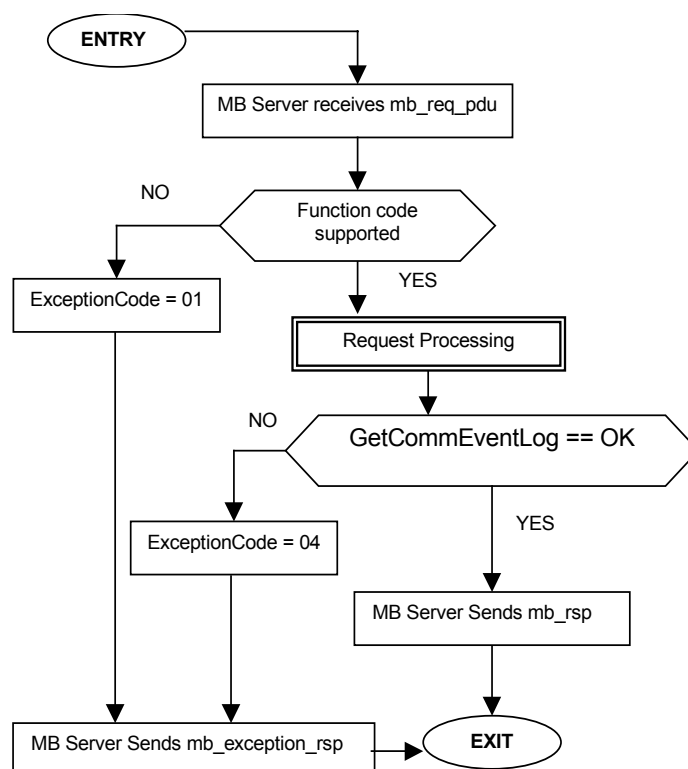 ENTRY
MB Server receives mb_req_pdu
NO
Function code
supported
YES
ExceptionCode = 01
Request Processing
NO
GetCommEventLog == OK
YES
ExceptionCode = 04
MB Server Sends mb_rsp
MB Server Sends mb_exception_rsp
EXIT